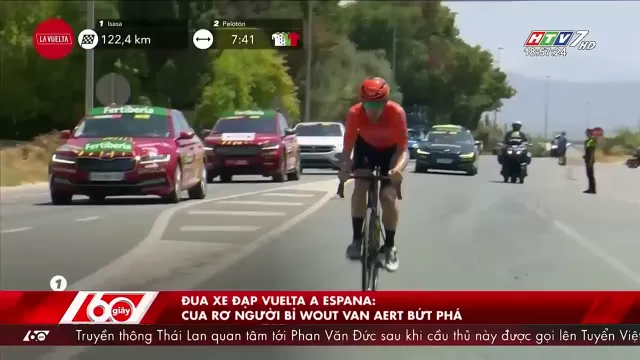 LA VUELTA
1 Isasa
2 Pelotón
122,4 km
7:41
HTV7 HD
18:57:24
Fertiberia
Fertiberia
1
60 giây
ĐUA XE ĐẠP VUELTA A ESPANA:
CUA RƠ NGƯỜI BỈ WOUT VAN AERT BỨT PHÁ
60 Truyền thông Thái Lan quan tâm tới Phan Văn Đức sau khi cầu thủ này được gọi lên Tuyển Việ